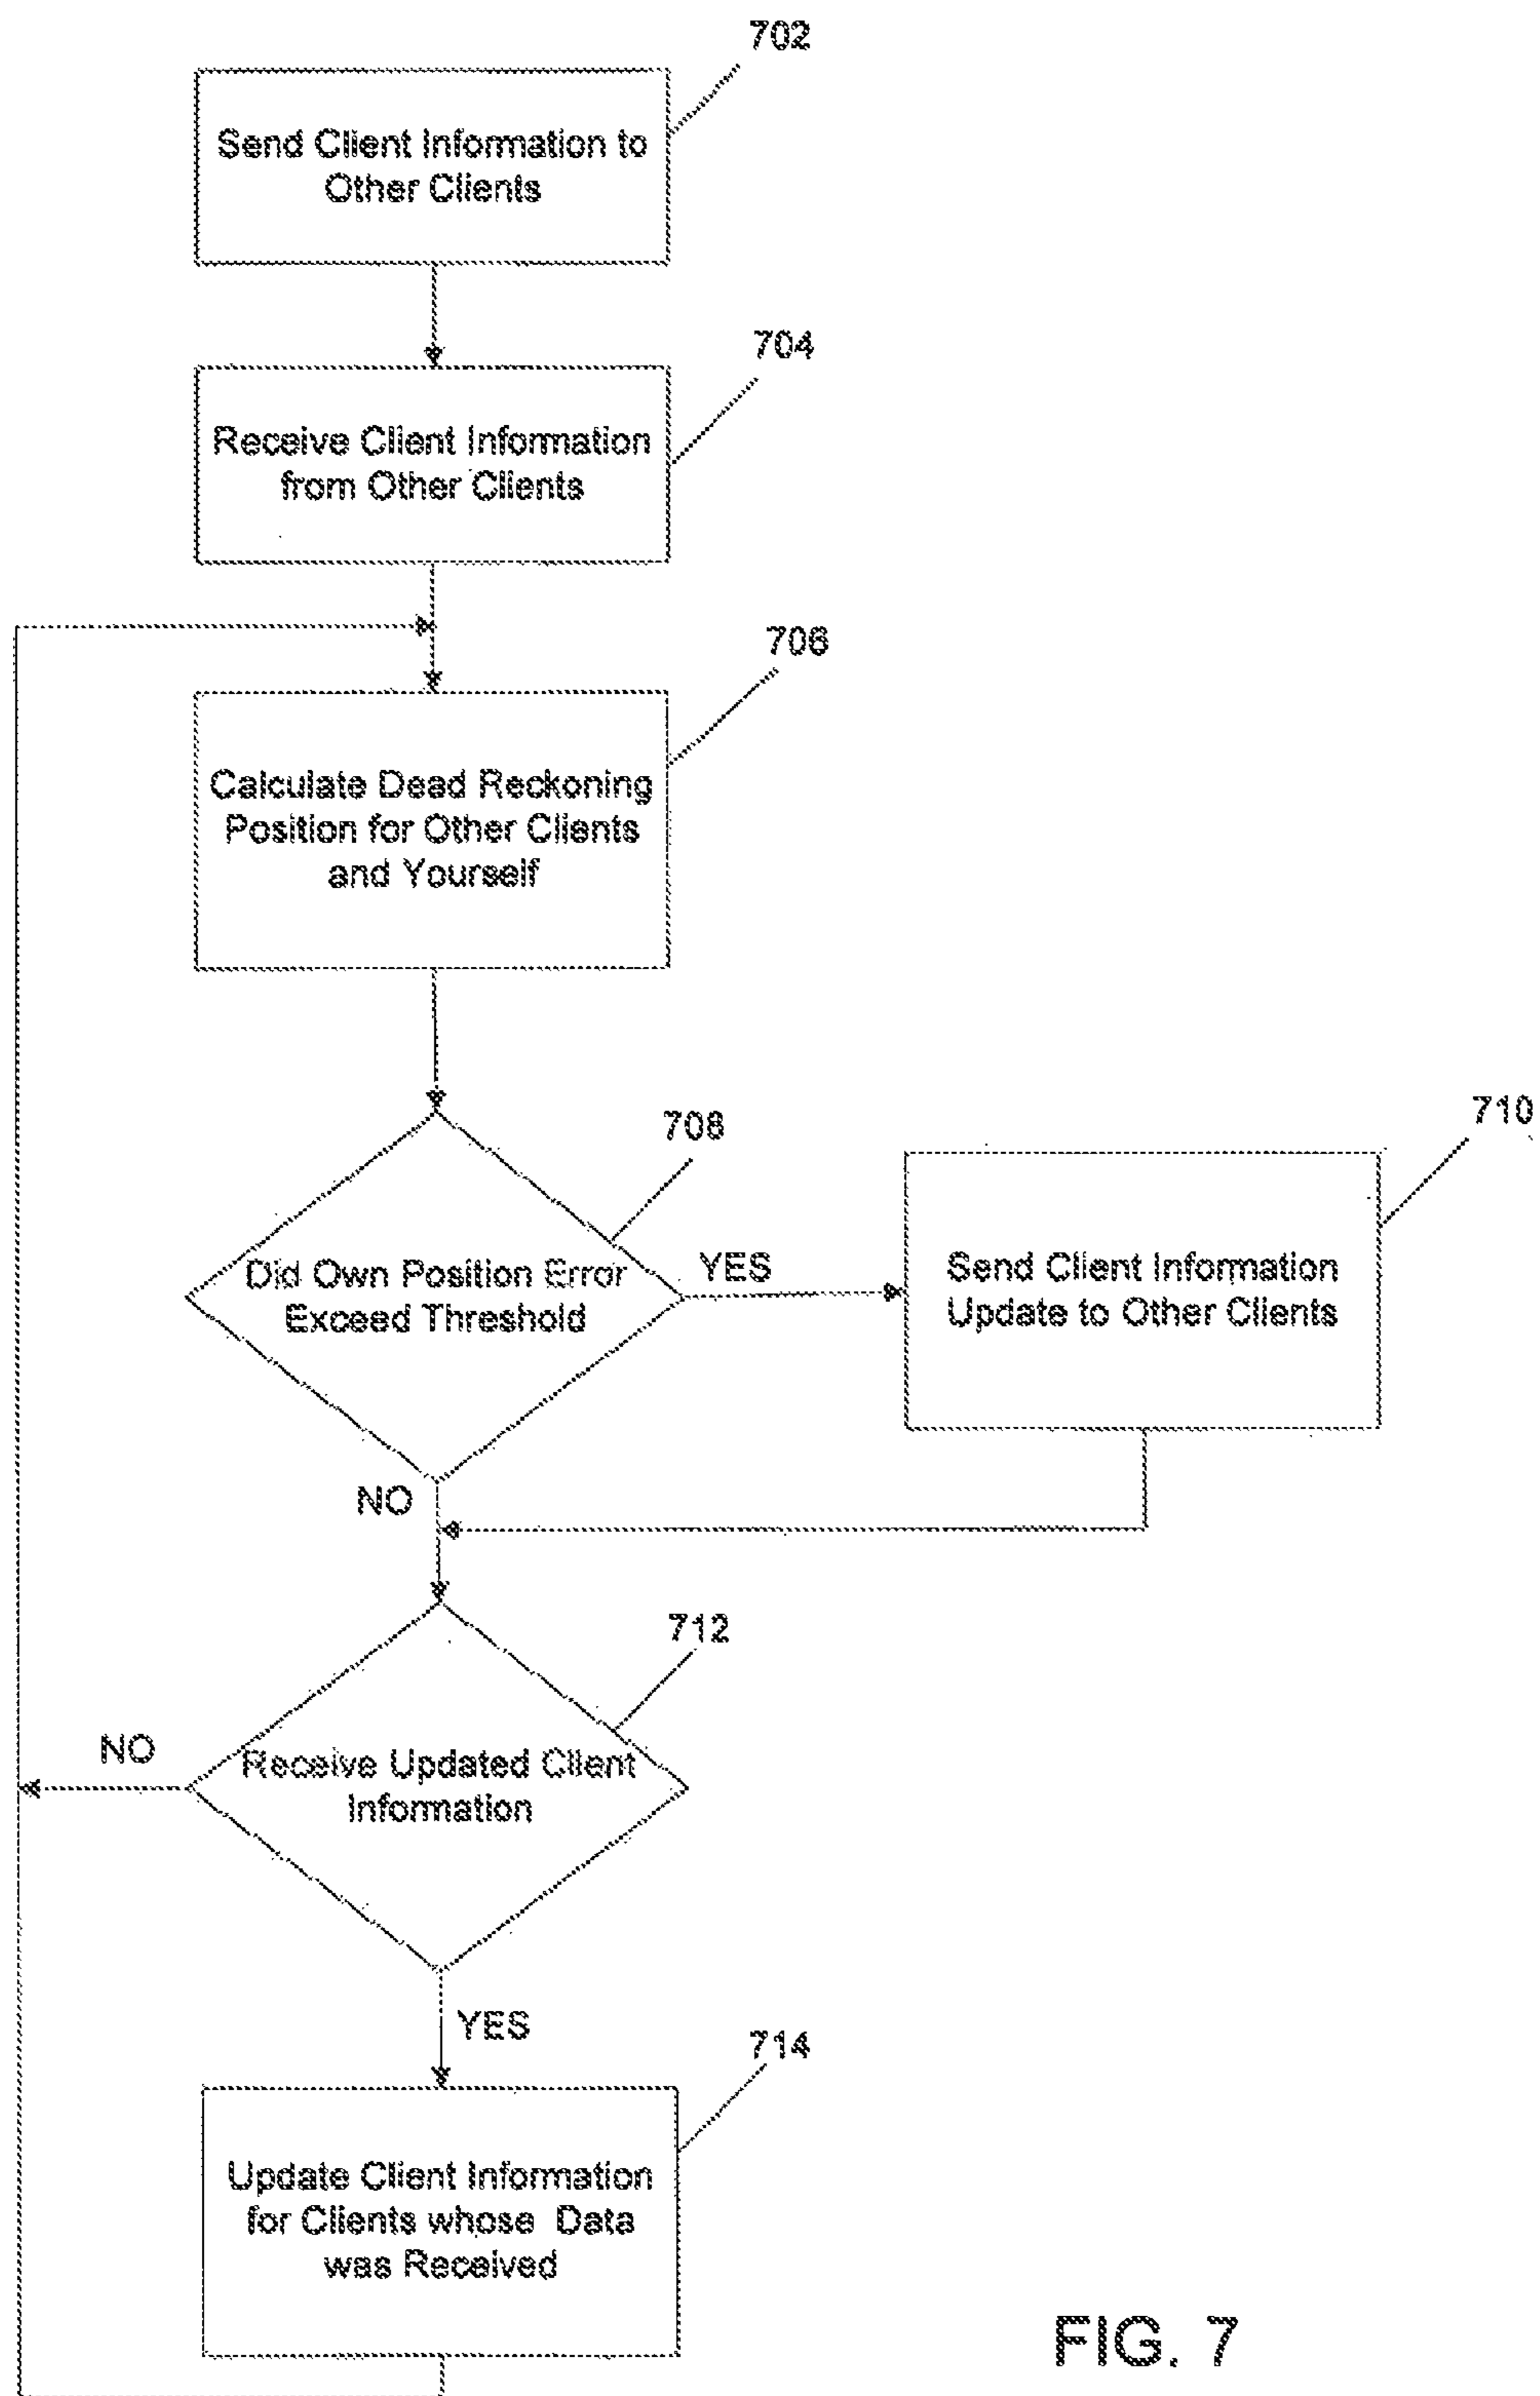 702
Send Client Information to
Other Clients
704
Receive Client Information
from Other Clients
706
Calculate Dead Reckoning
Position for Other Clients
and Yourself
708
710
Did Own Position Error
Exceed Threshold
YES
Send Client Information
Update to Other Clients
NO
712
NO
Receive Updated Client
Information
YES
714
Update Client Information
for Clients whose Data
was Received
FIG. 7